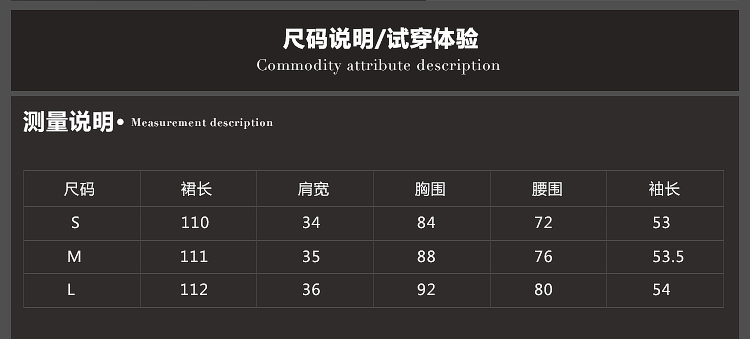 尺码说明/试穿体验
Commodity attribute description
测量说明• Measurement description
尺码 裙长 肩宽 胸围 腰围 袖长
S 110 34 84 72 53
M 111 35 88 76 53.5
L 112 36 92 80 54